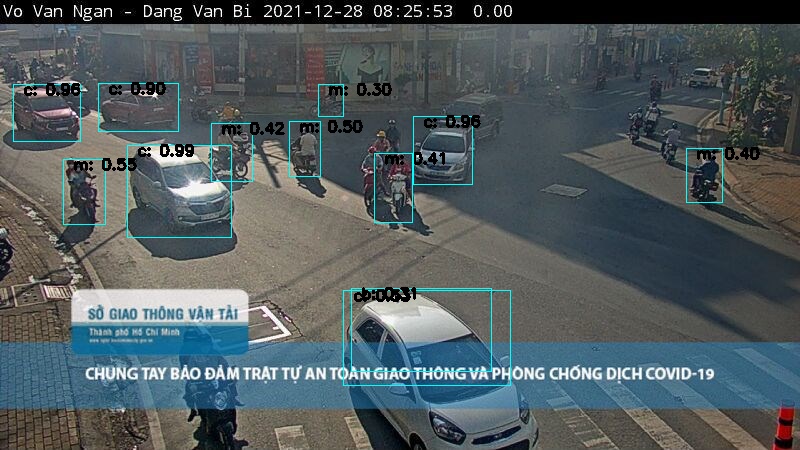 Vo Van Ngan - Dang Van Bi 2021-12-28 08:25:53 0.00
c: 0.96
c: 0.90
m: 0.30
m: 0.42
m: 0.50
c: 0.96
m: 0.55
c: 0.99
m: 0.41
m: 0.40
SỞ GIAO THÔNG VẬN TẢI
Thành phố Hồ Chí Minh
CHUNG TAY BẢO ĐẢM TRẬT TỰ AN TOÀN GIAO THÔNG VÀ PHÒNG CHỐNG DỊCH COVID-19